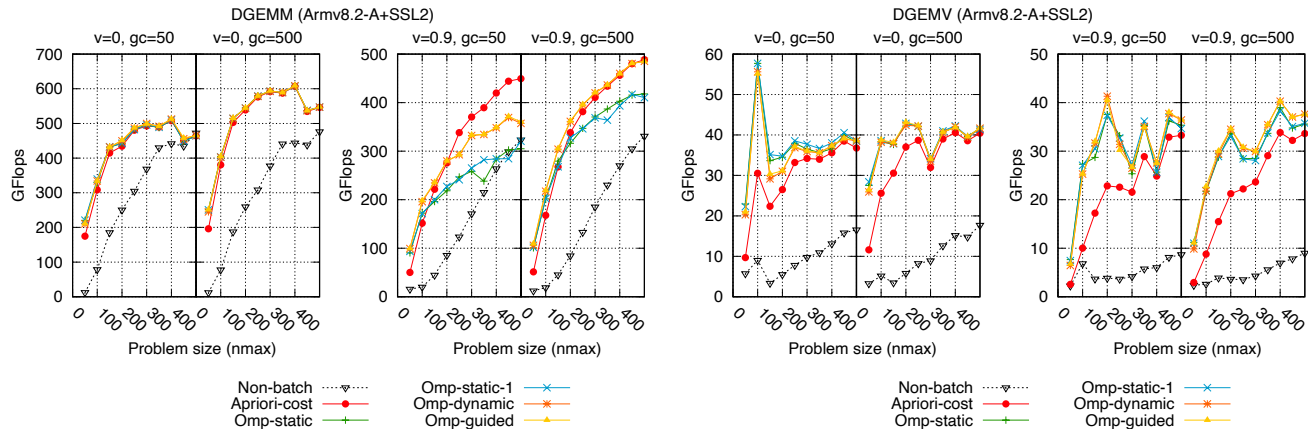 DGEMM (Armv8.2-A+SSL2)
v=0, gc=50 v=0, gc=500 v=0.9, gc=50 v=0.9, gc=500
GFlops
700
600
500
400
300
200
100
0
0 100 200 300 400 0 100 200 300 400
Problem size (nmax)
GFlops
500
400
300
200
100
0
0 100 200 300 400 0 100 200 300 400
Problem size (nmax)
Non-batch
Apriori-cost
Omp-static
Omp-static-1
Omp-dynamic
Omp-guided
DGEMV (Armv8.2-A+SSL2)
v=0, gc=50 v=0, gc=500 v=0.9, gc=50 v=0.9, gc=500
GFlops
60
50
40
30
20
10
0
0 100 200 300 400 0 100 200 300 400
Problem size (nmax)
GFlops
50
40
30
20
10
0
0 100 200 300 400 0 100 200 300 400
Problem size (nmax)
Non-batch
Apriori-cost
Omp-static
Omp-static-1
Omp-dynamic
Omp-guided